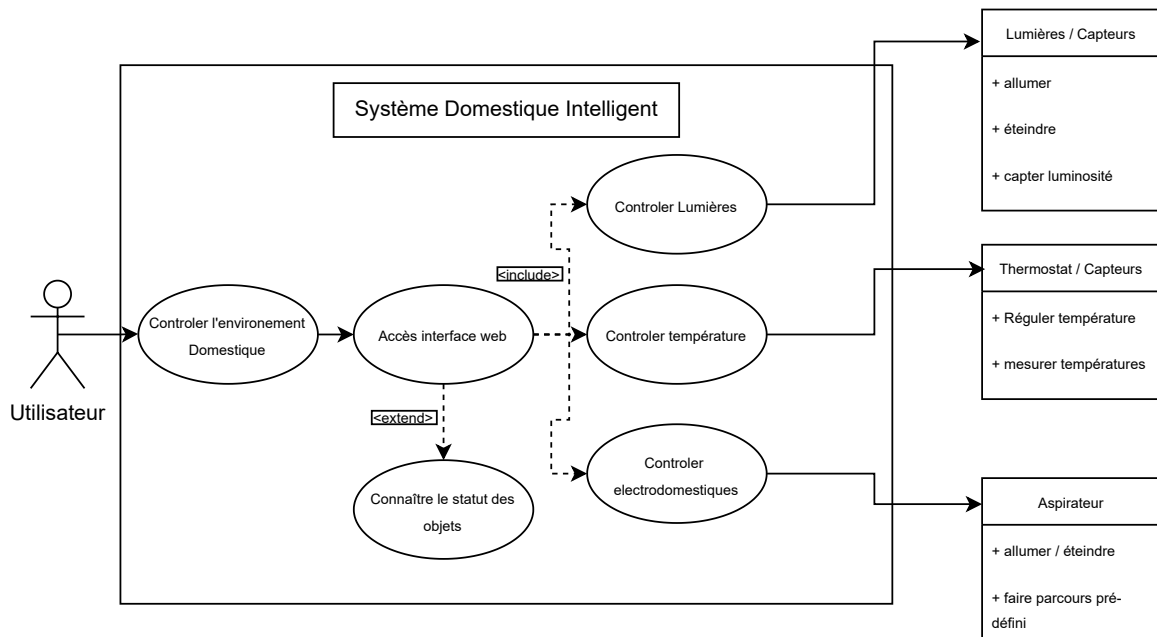 Système Domestique Intelligent
Lumières / Capteurs
+ allumer
+ éteindre
+ capter luminosité
Controler Lumières
<include>
Thermostat / Capteurs
+ Réguler température
+ mesurer températures
Controler l'environement
Domestique
Accès interface web
Controler température
Utilisateur
<extend>
Connaître le statut des
objets
Controler
electrodomestiques
Aspirateur
+ allumer / éteindre
+ faire parcours pré-
défini